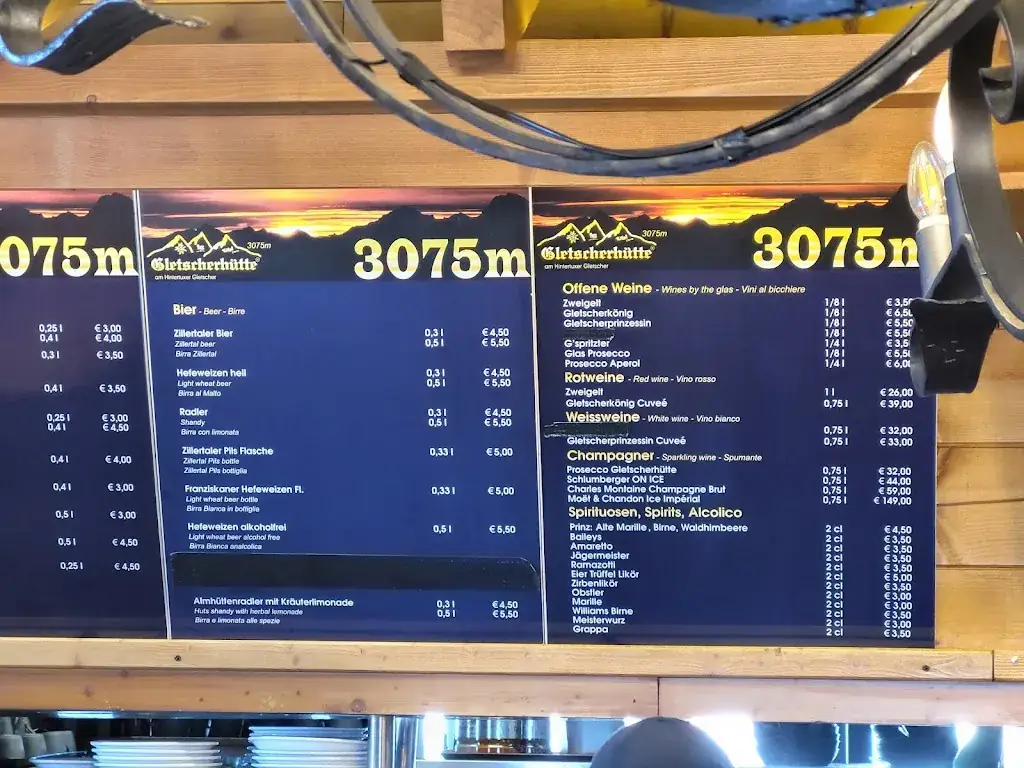 075m
0,25 l € 3,00
0,4 l € 4,00
0,3 l € 3,50
0,4 l € 3,50
0,25 l € 3,00
0,4 l € 4,50
0,4 l € 4,00
0,4 l € 3,00
0,5 l € 3,00
0,5 l € 4,50
0,25 l € 4,50
3075m
Gletscherhütte
am Hintertuxer Gletscher
3075m
Bier - Beer - Birre
Zillertaler Bier 0,3 l € 4,50
Zillertal beer 0,5 l € 5,50
Birra Zillertal
Hefeweizen hell 0,3 l € 4,50
Light wheat beer 0,5 l € 5,50
Birra al Malto
Radler 0,3 l € 4,50
Shandy 0,5 l € 5,50
Birra con limonata
Zillertaler Pils Flasche 0,33 l € 5,00
Zillertal Pils bottle
Zillertal Pils bottiglia
Franziskaner Hefeweizen Fl. 0,33 l € 5,00
Light wheat beer bottle
Birra Bianca in bottiglie
Hefeweizen alkoholfrei 0,5 l € 5,50
Light wheat beer alcohol free
Birra Bianca analcolica
Almhüttenradler mit Kräuterlimonade 0,3 l € 4,50
Huts shandy with herbal lemonade 0,5 l € 5,50
Birra e limonata alle spezie
3075m
Gletscherhütte
am Hintertuxer Gletscher
3075m
Offene Weine - Wines by the glas - Vini al bicchiere
Zweigelt 1/8 l € 3,50
Gletscherkönig 1/8 l € 6,50
Gletscherprinzessin 1/8 l € 5,50
1/8 l € 5,50
G'spritzter 1/4 l € 3,50
Glas Prosecco 1/8 l € 5,50
Prosecco Aperol 1/4 l € 6,00
Rotweine - Red wine - Vino rosso
Zweigelt 1 l € 26,00
Gletscherkönig Cuveé 0,75 l € 39,00
Weissweine - White wine - Vino bianco
0,75 l € 32,00
Gletscherprinzessin Cuveé 0,75 l € 33,00
Champagner - Sparkling wine - Spumante
Prosecco Gletscherhütte 0,75 l € 32,00
Schlumberger ON ICE 0,75 l € 44,00
Charles Montaine Champagne Brut 0,75 l € 59,00
Moët & Chandon Ice Impérial 0,75 l € 149,00
Spirituosen, Spirits, Alcolico
Prinz: Alte Marille, Birne, Waldhimbeere 2 cl € 4,50
Baileys 2 cl € 3,50
Amaretto 2 cl € 3,50
Jägermeister 2 cl € 3,50
Ramazotti 2 cl € 3,50
Eier Trüffel Likör 2 cl € 5,00
Zirbenlikör 2 cl € 3,50
Obstler 2 cl € 3,00
Marille 2 cl € 3,00
Williams Birne 2 cl € 3,50
Meisterwurz 2 cl € 3,00
Grappa 2 cl € 3,50